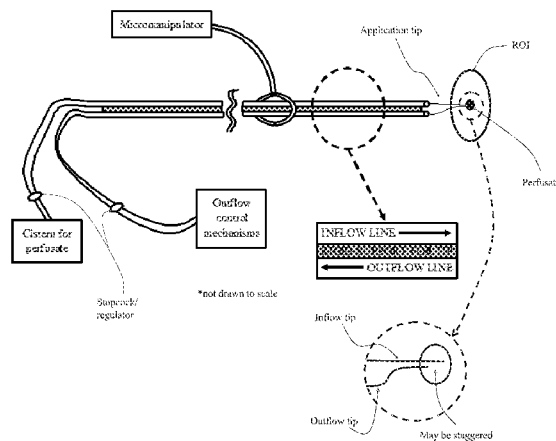 Micromanipulator
Application tip
ROI
Perfusat
Cistern for
perfusate
Outflow
control
mechanisms
Stopcock/
regulator
*not drawn to scale
INFLOW LINE
OUTFLOW LINE
Inflow tip
Outflow tip
May be staggered